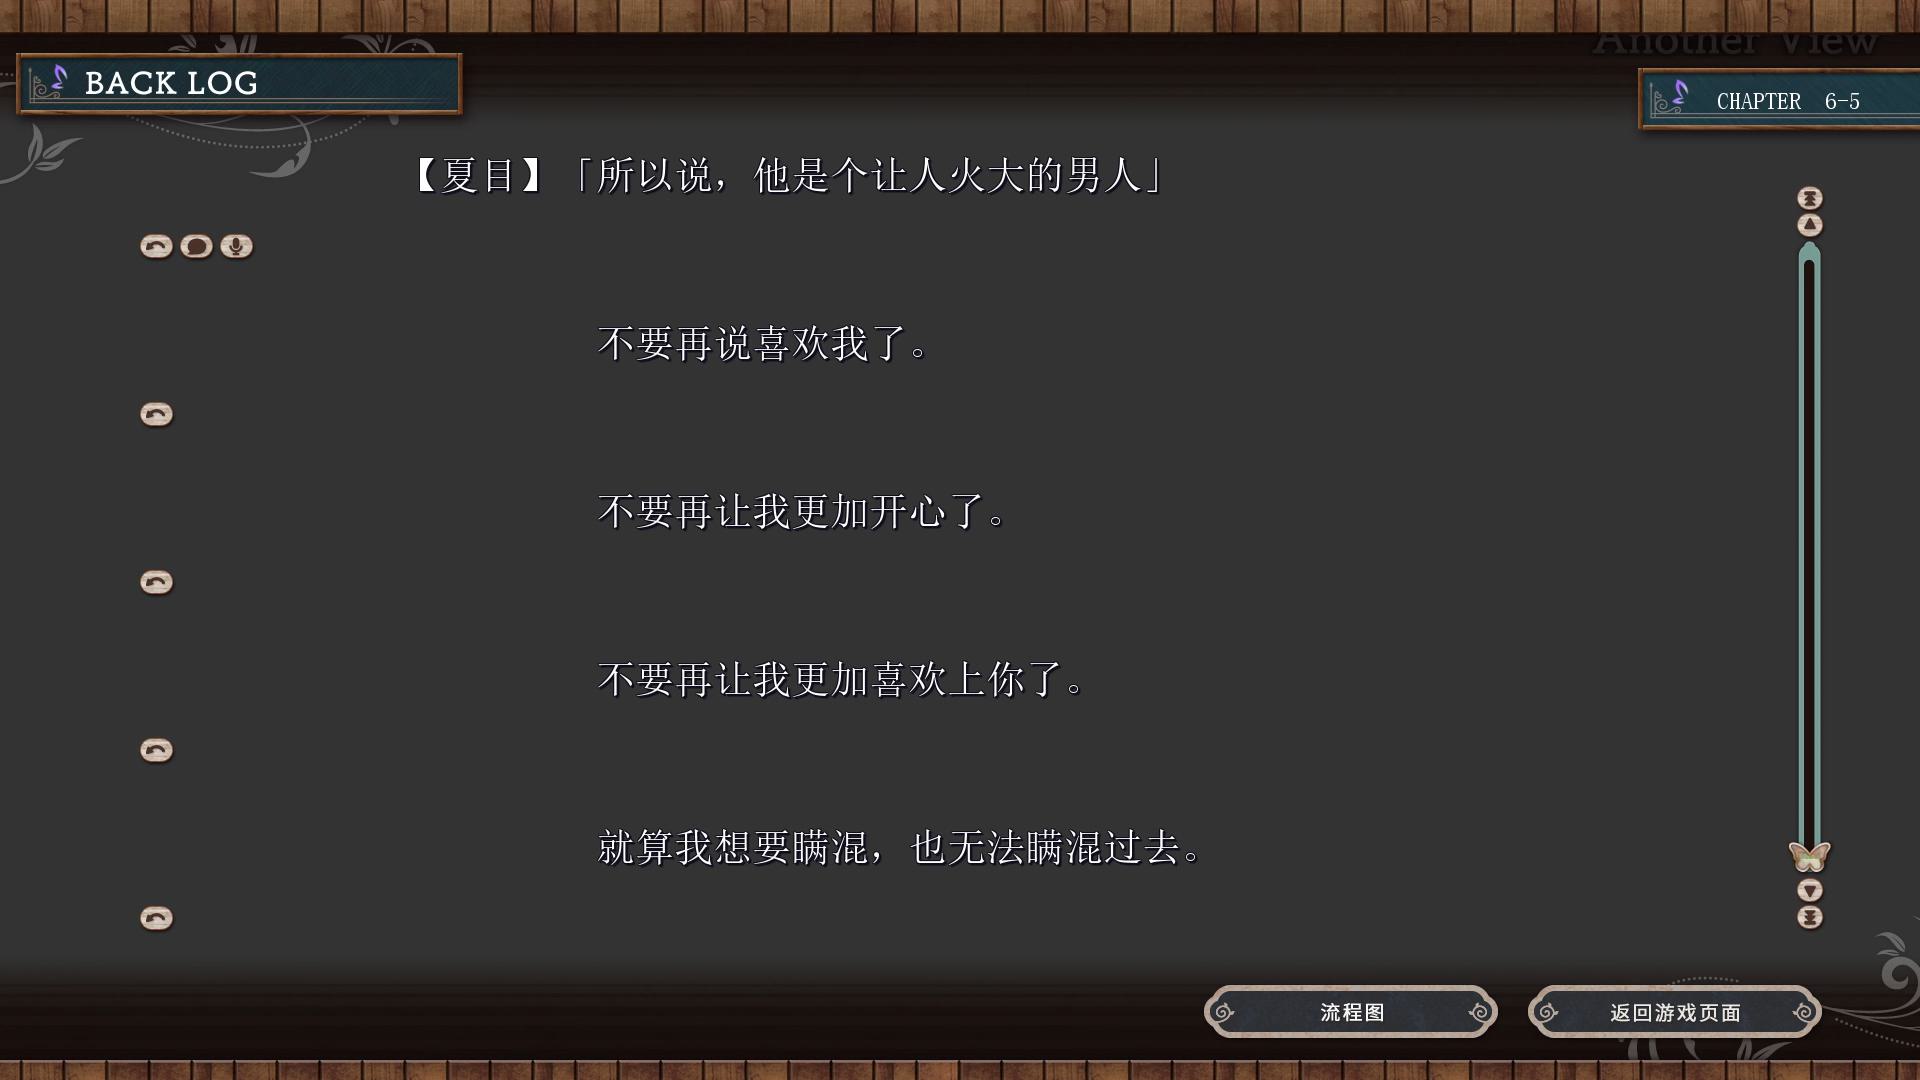 Another View
BACK LOG
CHAPTER 6-5
【夏目】「所以说，他是个让人火大的男人」
不要再说喜欢我了。
不要再让我更加开心了。
不要再让我更加喜欢上你了。
就算我想要瞒混，也无法瞒混过去。
流程图
返回游戏页面